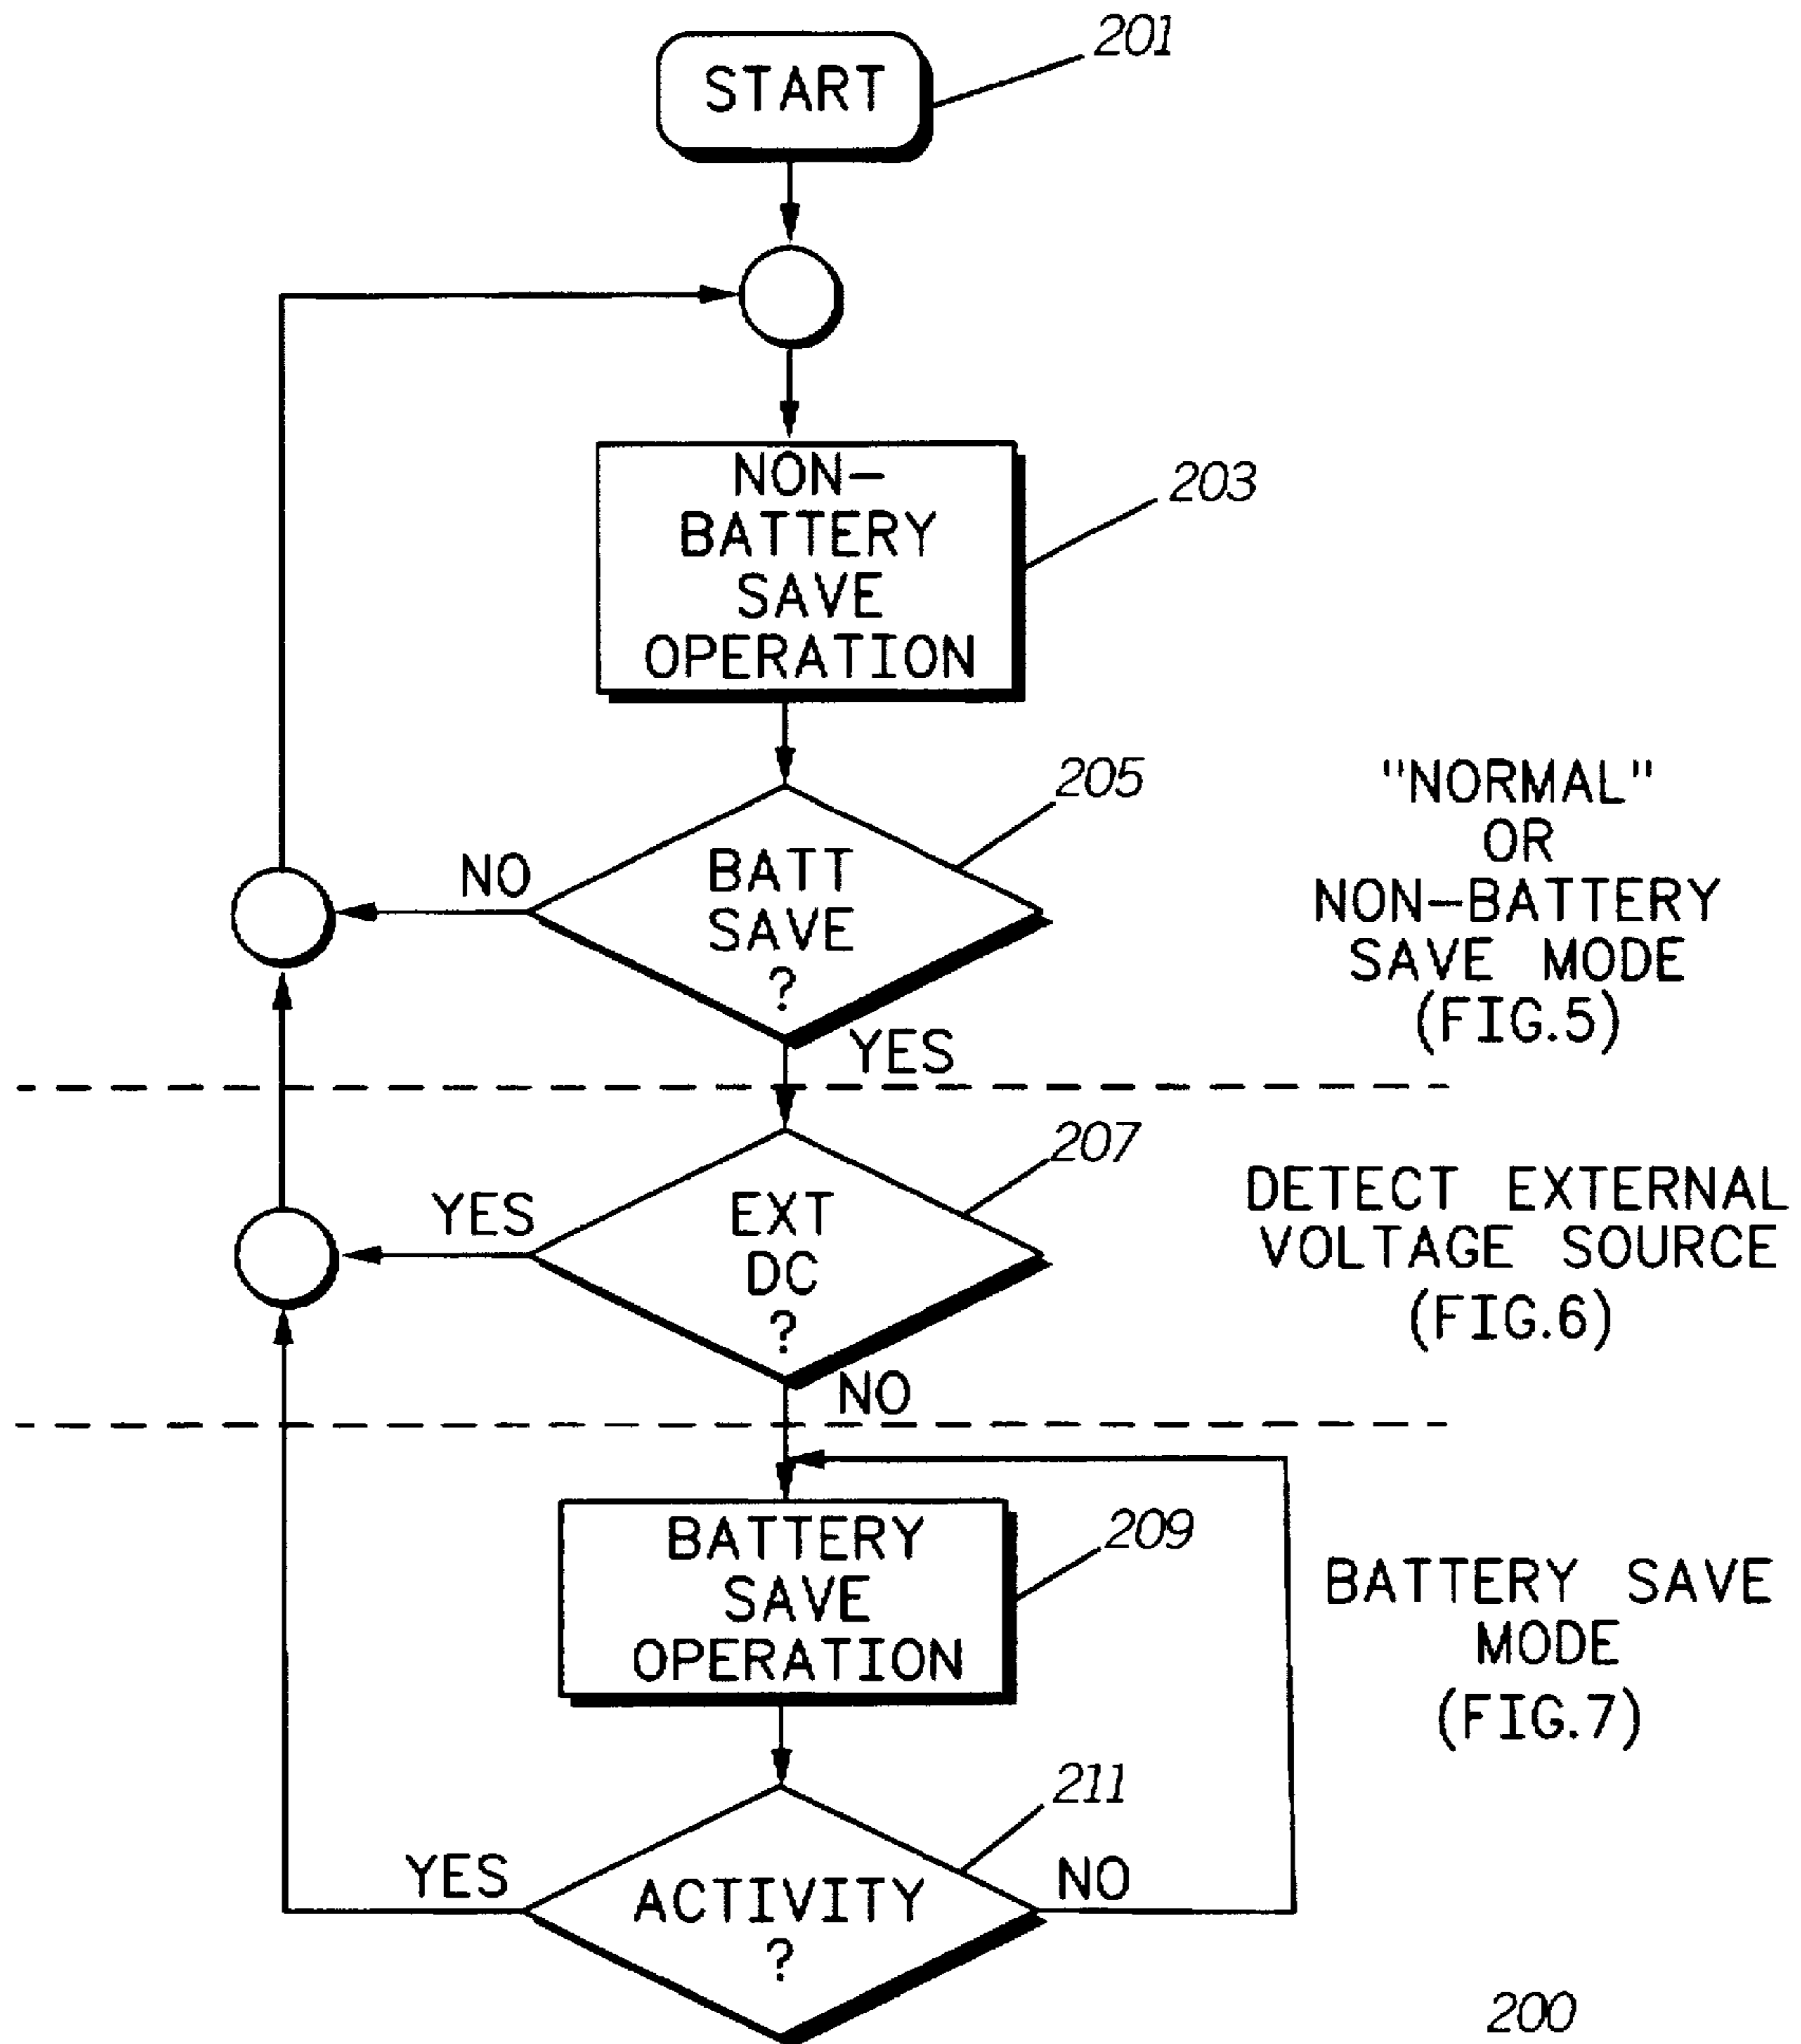 201
START
NON-
BATTERY
SAVE
OPERATION
203
205
BATT
SAVE
?
NO
YES
"NORMAL"
OR
NON-BATTERY
SAVE MODE
(FIG.5)
207
EXT
DC
?
YES
NO
DETECT EXTERNAL
VOLTAGE SOURCE
(FIG.6)
BATTERY
SAVE
OPERATION
209
BATTERY SAVE
MODE
(FIG.7)
211
YES
ACTIVITY
?
NO
200